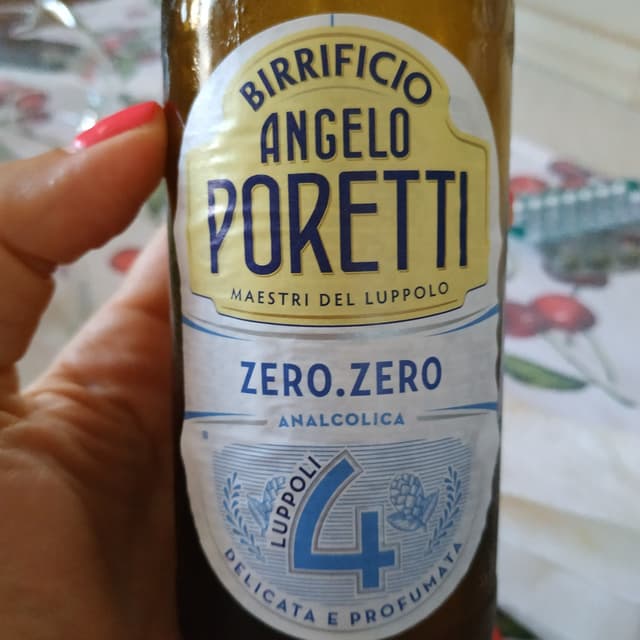 BIRRIFICIO
ANGELO
PORETTI
MAESTRI DEL LUPPOLO
ZERO.ZERO
ANALCOLICA
LUPPOLI
4
DELICATA E PROFUMATA